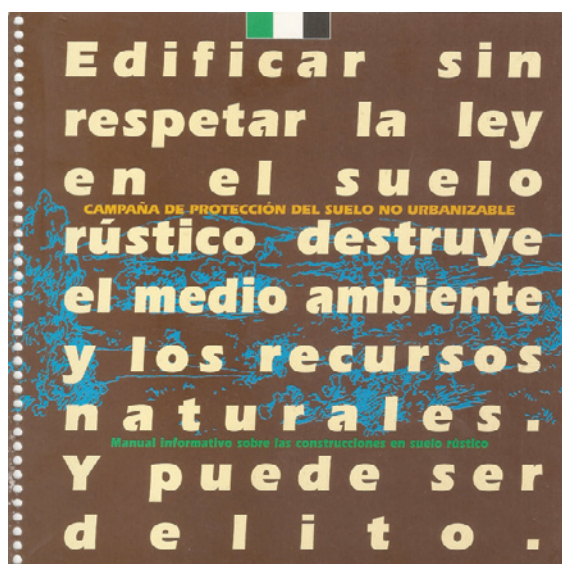 Edificar sin
respetar la ley
en el suelo
CAMPAÑA DE PROTECCIÓN DEL SUELO NO URBANIZABLE
rústico destruye
el medio ambiente
y los recursos
naturales.
Manual informativo sobre las construcciones en suelo rústico
Y puede ser
delito.